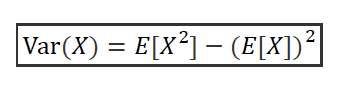 Var(X) = E[X²] − (E[X])²